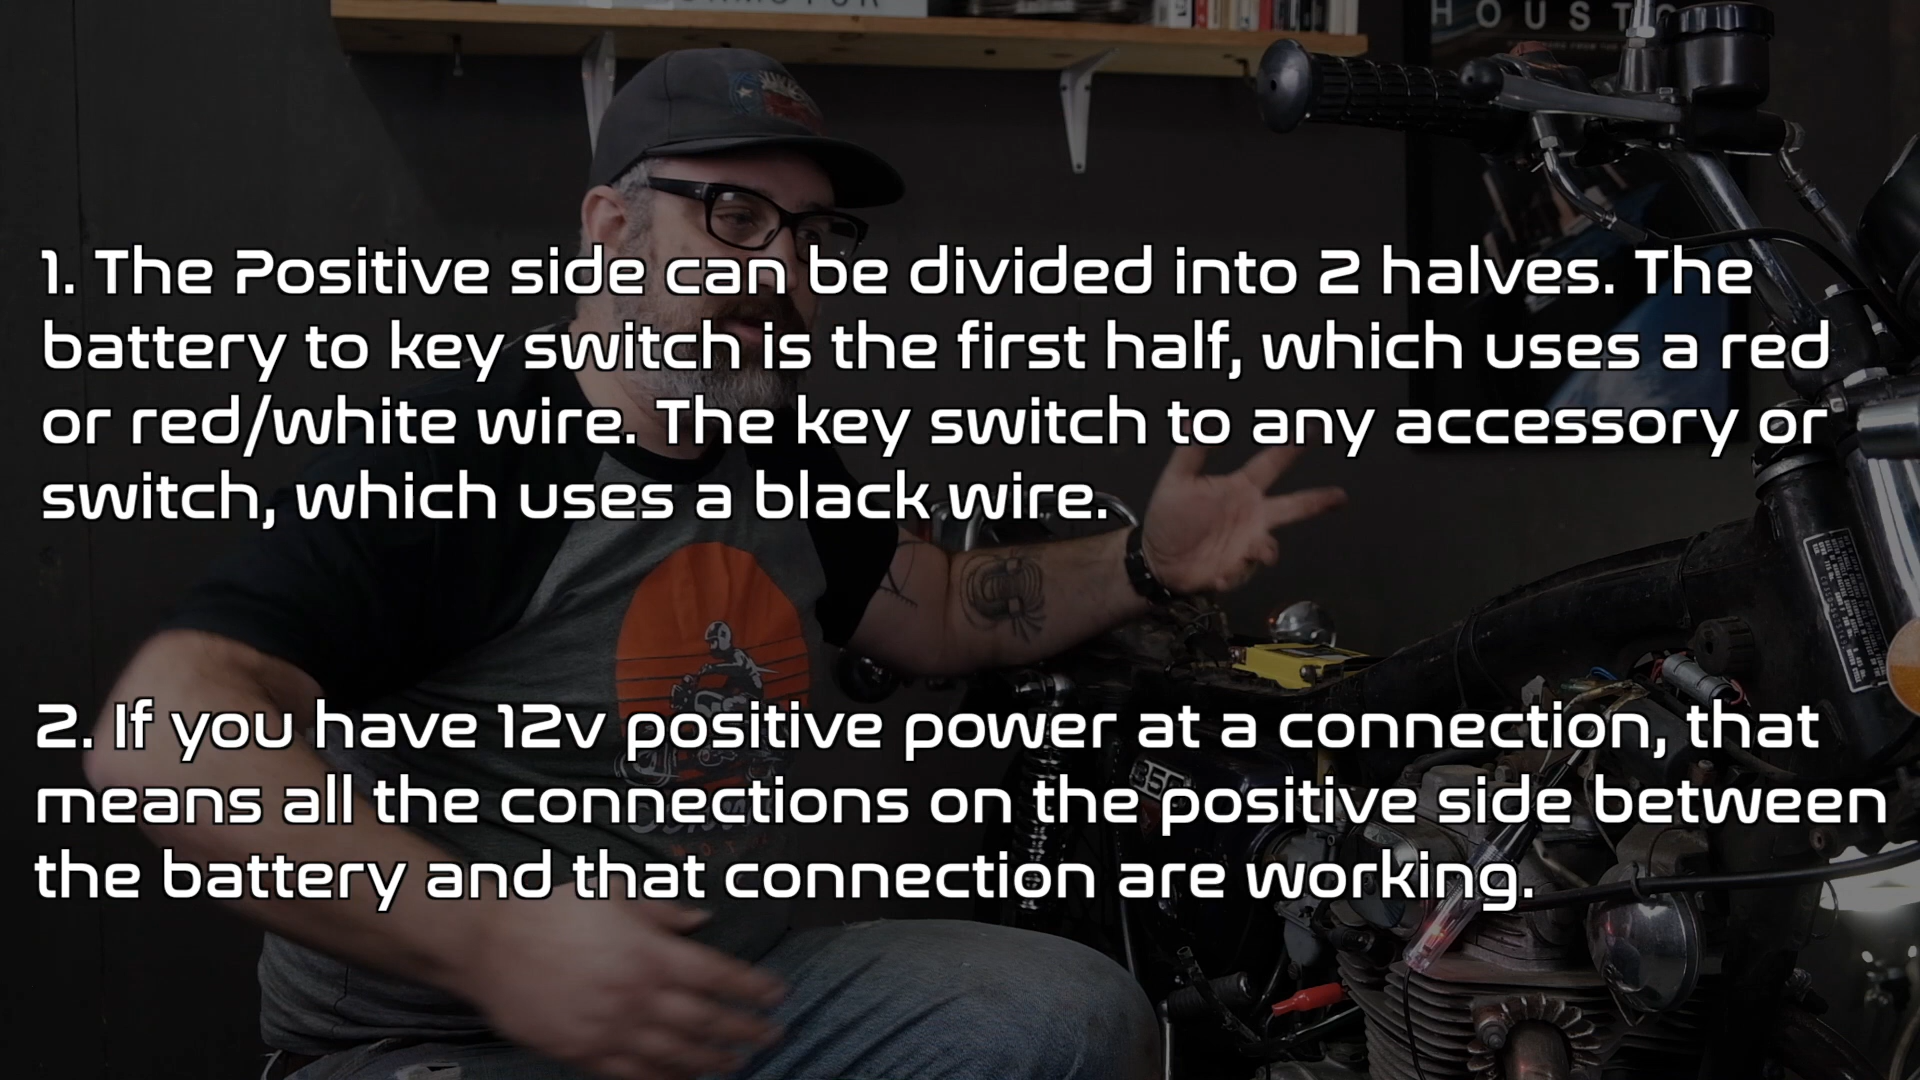 HOUST
1. The Positive side can be divided into 2 halves. The
battery to key switch is the first half, which uses a red
or red/white wire. The key switch to any accessory or
switch, which uses a black wire.
2. If you have 12v positive power at a connection, that
means all the connections on the positive side between
the battery and that connection are working.
350